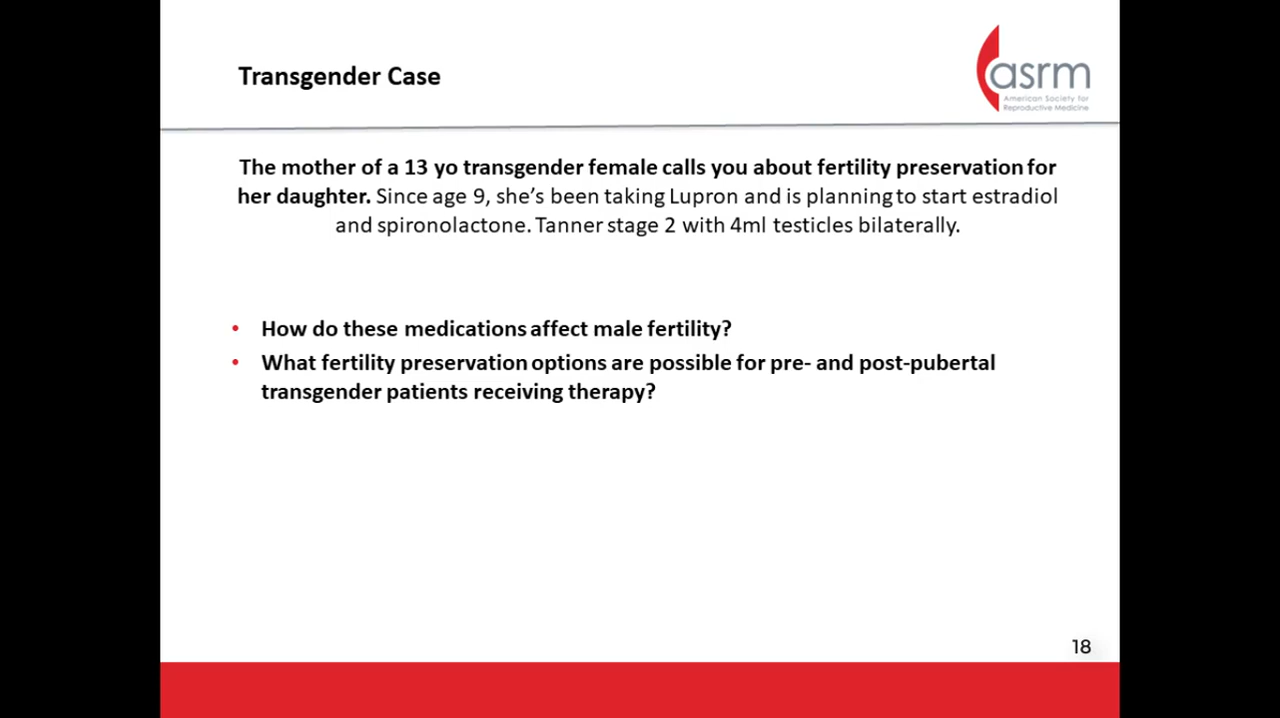 Transgender Case
asrm
American Society for
Reproductive Medicine
The mother of a 13 yo transgender female calls you about fertility preservation for
her daughter. Since age 9, she's been taking Lupron and is planning to start estradiol
and spironolactone. Tanner stage 2 with 4ml testicles bilaterally.
• How do these medications affect male fertility?
• What fertility preservation options are possible for pre- and post-pubertal
transgender patients receiving therapy?
18